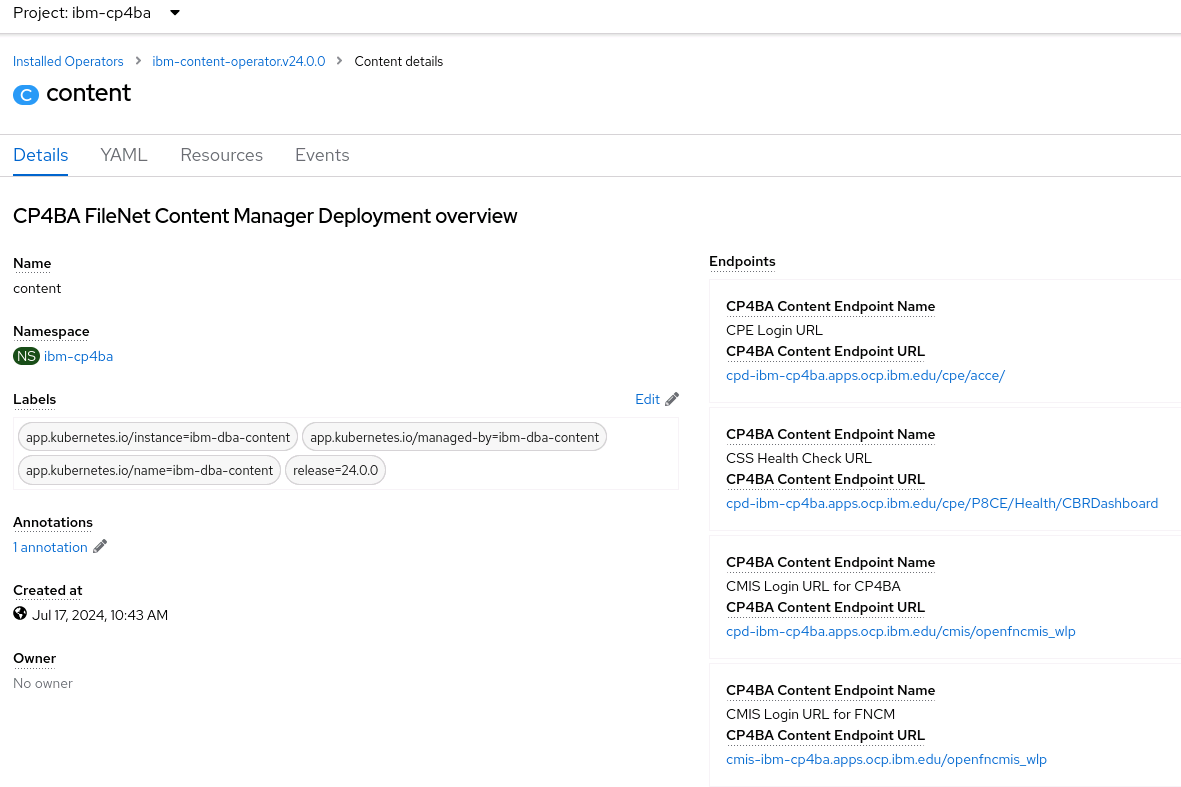 Project: ibm-cp4ba
Installed Operators > ibm-content-operator.v24.0.0 > Content details
C content
Details YAML Resources Events
CP4BA FileNet Content Manager Deployment overview
Name
content
Namespace
NS ibm-cp4ba
Labels Edit
app.kubernetes.io/instance=ibm-dba-content app.kubernetes.io/managed-by=ibm-dba-content
app.kubernetes.io/name=ibm-dba-content release=24.0.0
Annotations
1 annotation
Created at
Jul 17, 2024, 10:43 AM
Owner
No owner
Endpoints
CP4BA Content Endpoint Name
CPE Login URL
CP4BA Content Endpoint URL
cpd-ibm-cp4ba.apps.ocp.ibm.edu/cpe/acce/
CP4BA Content Endpoint Name
CSS Health Check URL
CP4BA Content Endpoint URL
cpd-ibm-cp4ba.apps.ocp.ibm.edu/cpe/P8CE/Health/CBRDashboard
CP4BA Content Endpoint Name
CMIS Login URL for CP4BA
CP4BA Content Endpoint URL
cpd-ibm-cp4ba.apps.ocp.ibm.edu/cmis/openfncmis_wlp
CP4BA Content Endpoint Name
CMIS Login URL for FNCM
CP4BA Content Endpoint URL
cmis-ibm-cp4ba.apps.ocp.ibm.edu/openfncmis_wlp